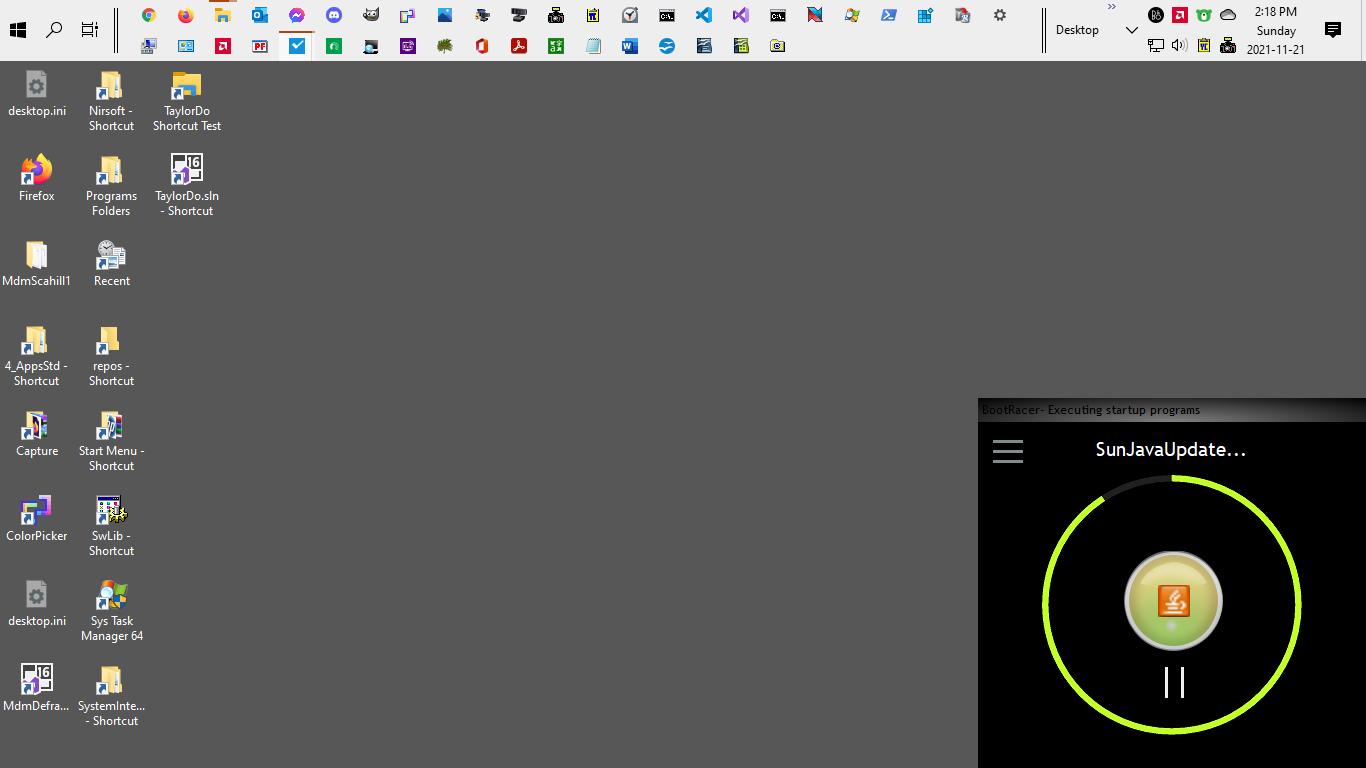 Desktop
2:18 PM
Sunday
2021-11-21
desktop.ini
Nirsoft -
Shortcut
TaylorDo
Shortcut Test
Firefox
Programs
Folders
TaylorDo.sln
- Shortcut
MdmScahill1
Recent
4_AppsStd -
Shortcut
repos -
Shortcut
Capture
Start Menu -
Shortcut
ColorPicker
SwLib -
Shortcut
desktop.ini
Sys Task
Manager 64
MdmDefra...
SystemInte...
- Shortcut
BootRacer- Executing startup programs
SunJavaUpdate...